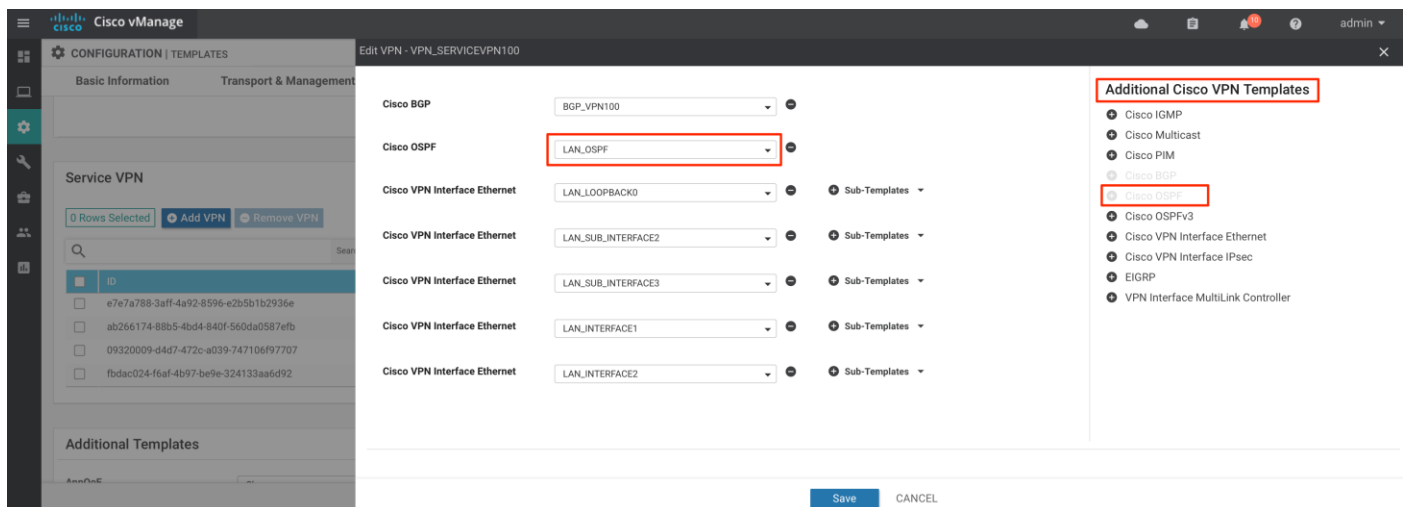 cisco Cisco vManage
10
admin
CONFIGURATION | TEMPLATES
Edit VPN - VPN_SERVICEVPN100
Basic Information Transport & Management
Service VPN
0 Rows Selected Add VPN Remove VPN
ID
e7e7a788-3aff-4a92-8596-e2b5b1b2936e
ab266174-88b5-4bd4-840f-560da0587efb
09320009-d4d7-472c-a039-747106f97707
fbdac024-f6af-4b97-be9e-324133aa6d92
Additional Templates
AppQoE
Cisco BGP BGP_VPN100
Cisco OSPF LAN_OSPF
Cisco VPN Interface Ethernet LAN_LOOPBACK0 Sub-Templates
Cisco VPN Interface Ethernet LAN_SUB_INTERFACE2 Sub-Templates
Cisco VPN Interface Ethernet LAN_SUB_INTERFACE3 Sub-Templates
Cisco VPN Interface Ethernet LAN_INTERFACE1 Sub-Templates
Cisco VPN Interface Ethernet LAN_INTERFACE2 Sub-Templates
Additional Cisco VPN Templates
Cisco IGMP
Cisco Multicast
Cisco PIM
Cisco BGP
Cisco OSPF
Cisco OSPFv3
Cisco VPN Interface Ethernet
Cisco VPN Interface IPsec
EIGRP
VPN Interface MultiLink Controller
Save CANCEL